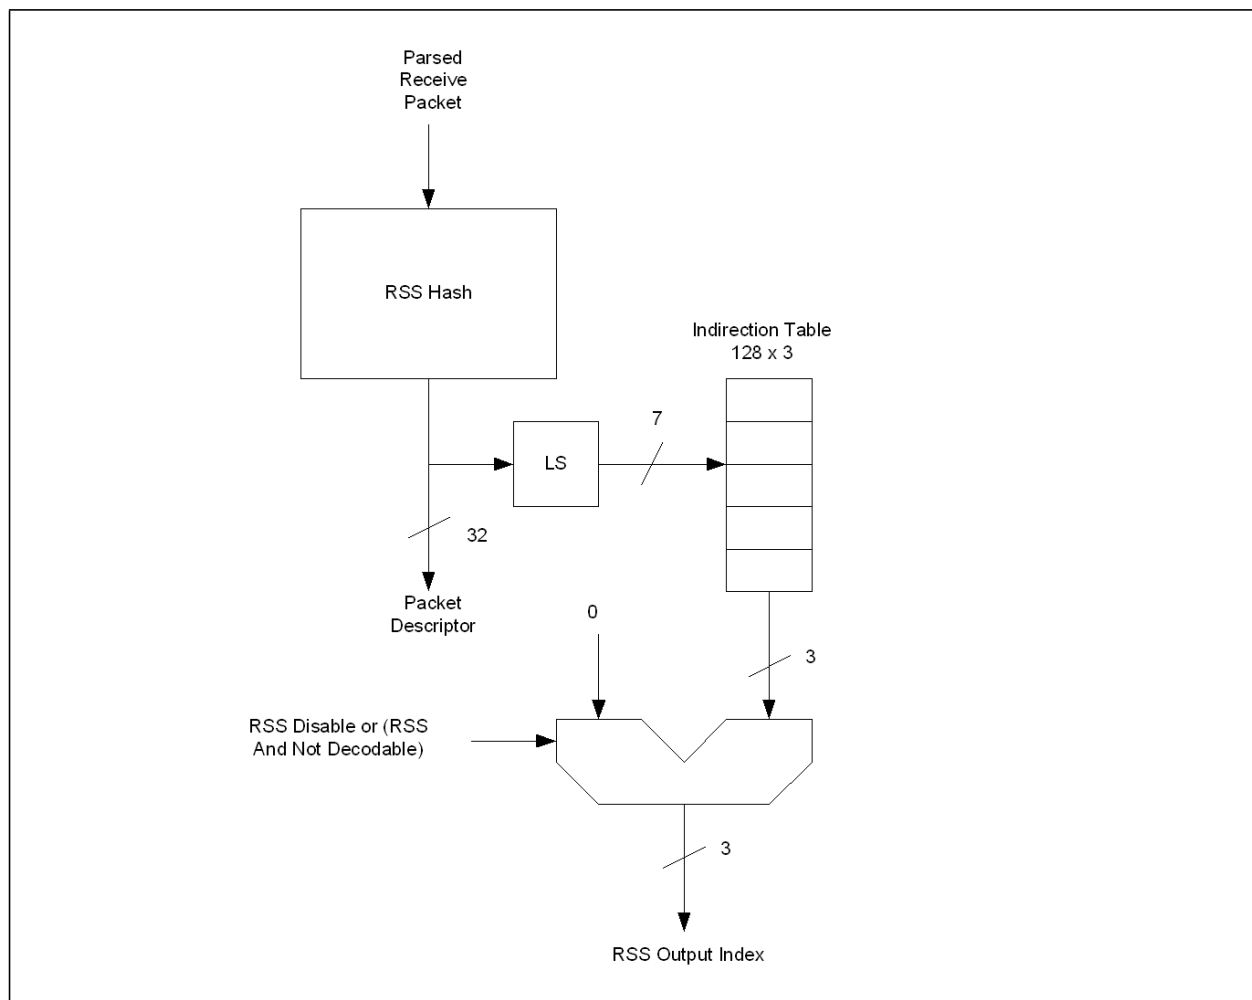 Parsed
Receive
Packet
RSS Hash
Indirection Table
128 x 3
7
LS
32
Packet
Descriptor
0
3
RSS Disable or (RSS
And Not Decodable)
3
RSS Output Index